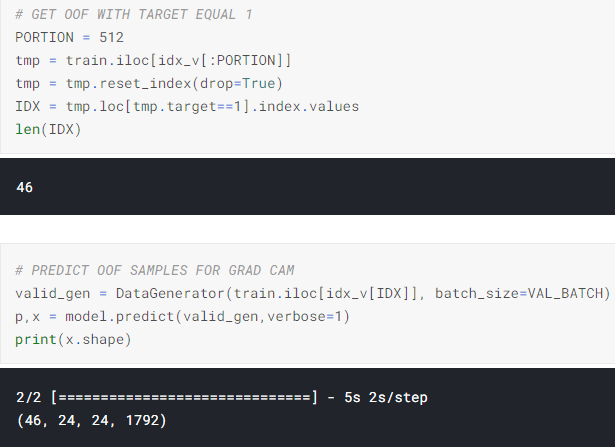 # GET OOF WITH TARGET EQUAL 1
PORTION = 512
tmp = train.iloc[idx_v[:PORTION]]
tmp = tmp.reset_index(drop=True)
IDX = tmp.loc[tmp.target==1].index.values
len(IDX)
46
# PREDICT OOF SAMPLES FOR GRAD CAM
valid_gen = DataGenerator(train.iloc[idx_v[IDX]], batch_size=VAL_BATCH)
p,x = model.predict(valid_gen,verbose=1)
print(x.shape)
2/2 [==============================] - 5s 2s/step
(46, 24, 24, 1792)